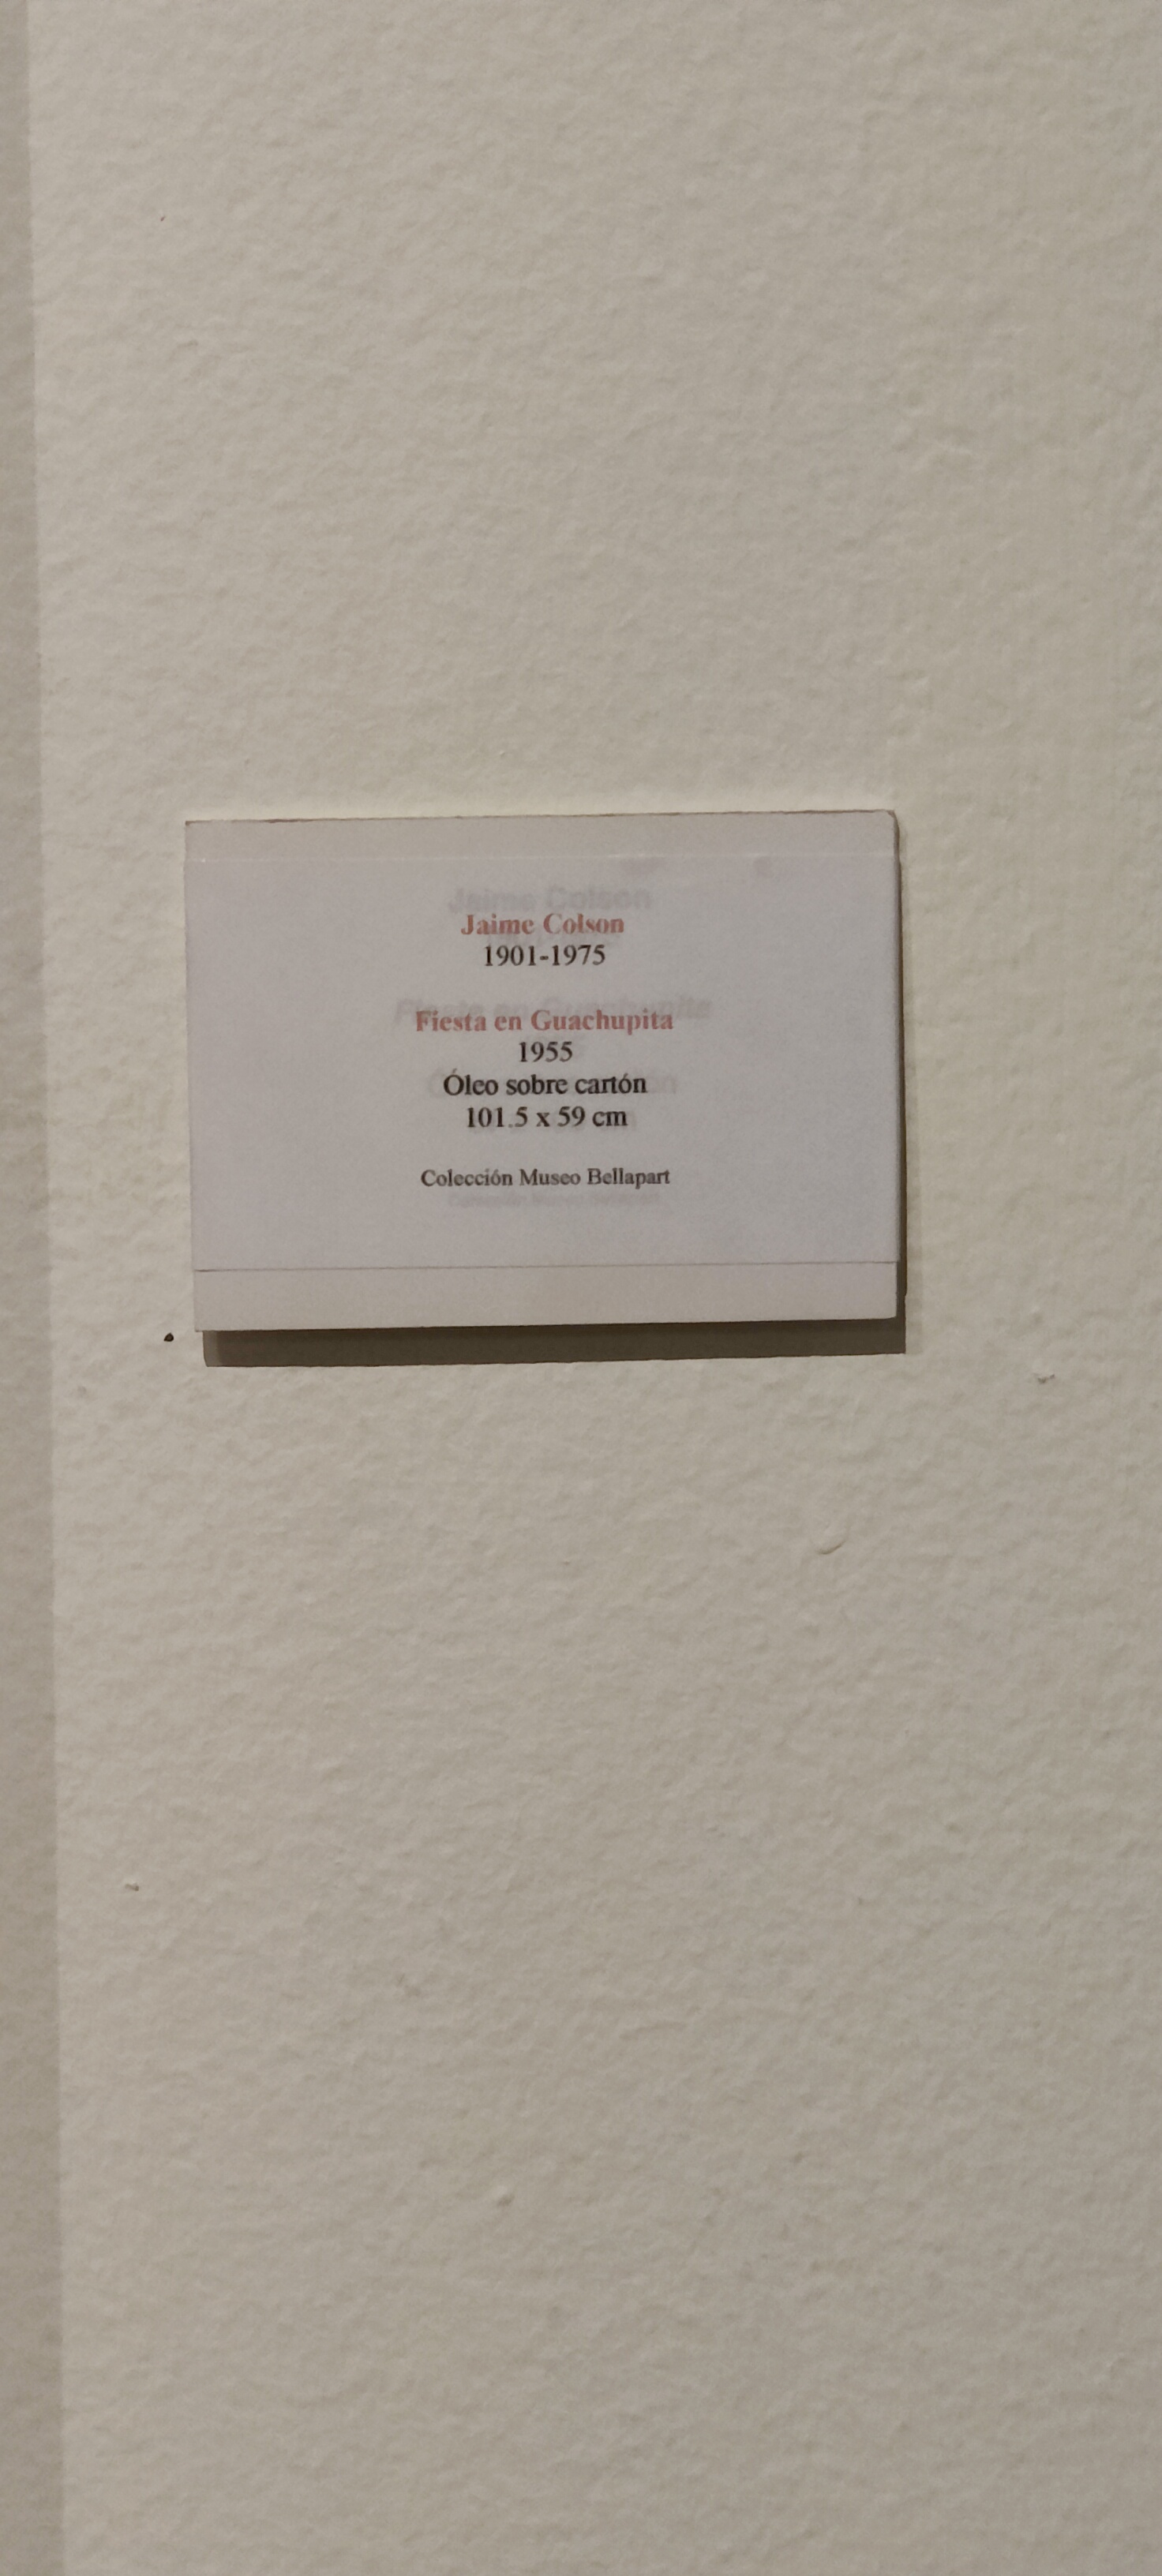 Jaime Colson
1901-1975
Fiesta en Guachupita
1955
Óleo sobre cartón
101.5 x 59 cm
Colección Museo Bellapart